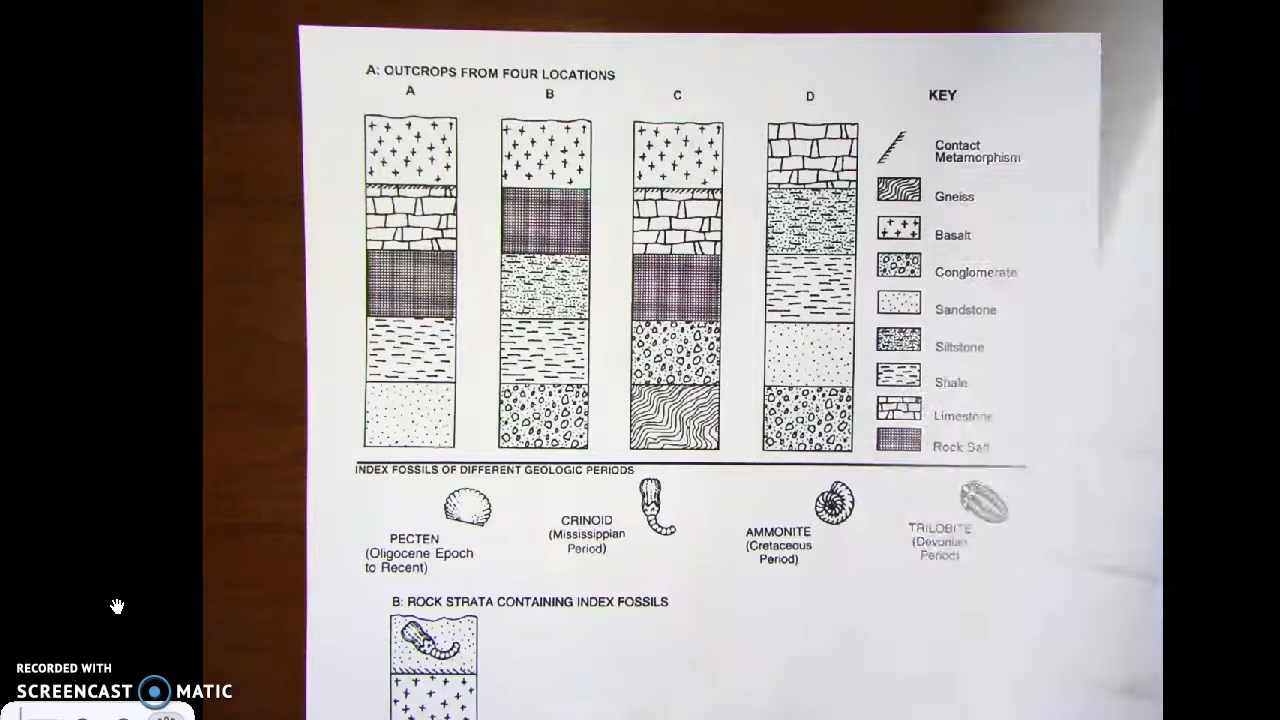 A: OUTCROPS FROM FOUR LOCATIONS
A
B
C
D
KEY
Contact
Metamorphism
Gneiss
Basalt
Conglomerate
Sandstone
Siltstone
Shale
Limestone
Rock Salt
INDEX FOSSILS OF DIFFERENT GEOLOGIC PERIODS
PECTEN
(Oligocene Epoch
to Recent)
CRINOID
(Mississippian
Period)
AMMONITE
(Cretaceous
Period)
TRILOBITE
(Devonian
Period)
B: ROCK STRATA CONTAINING INDEX FOSSILS
RECORDED WITH
SCREENCAST MATIC